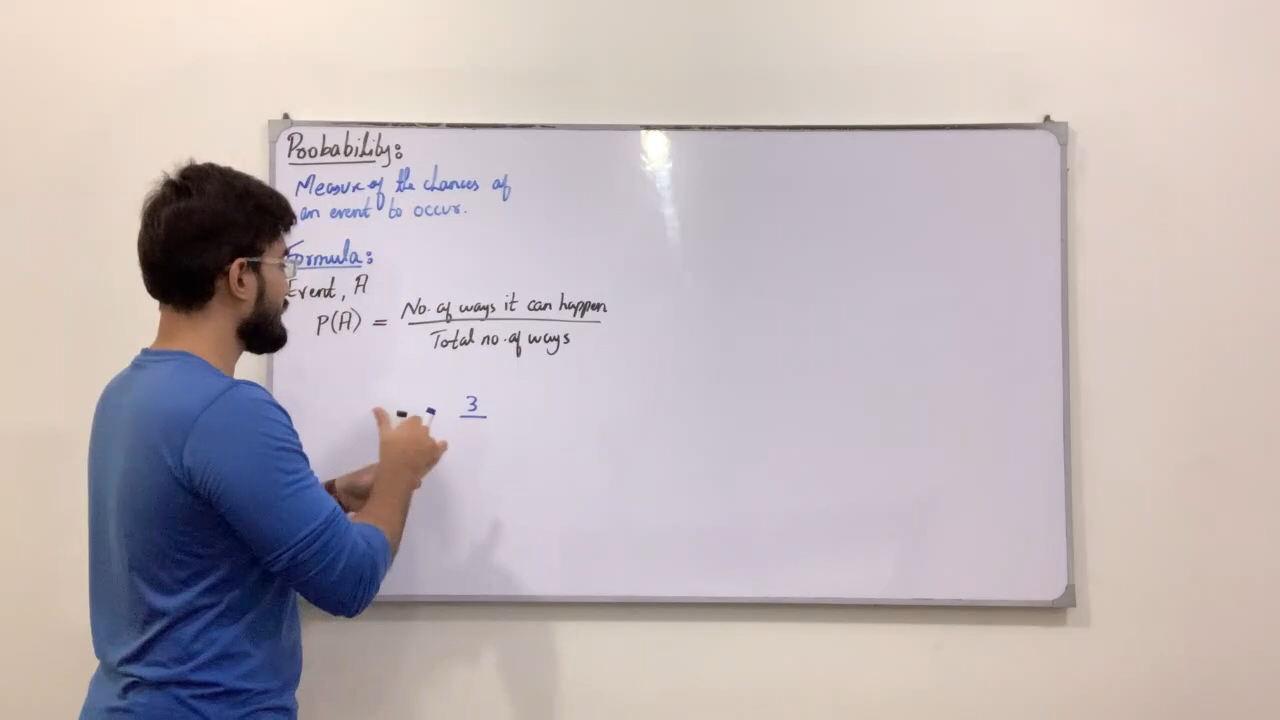 Probability:
Measure of the chances of
an event to occur.
Formula:
Event, A
P(A) = No. of ways it can happen
Total no. of ways
3